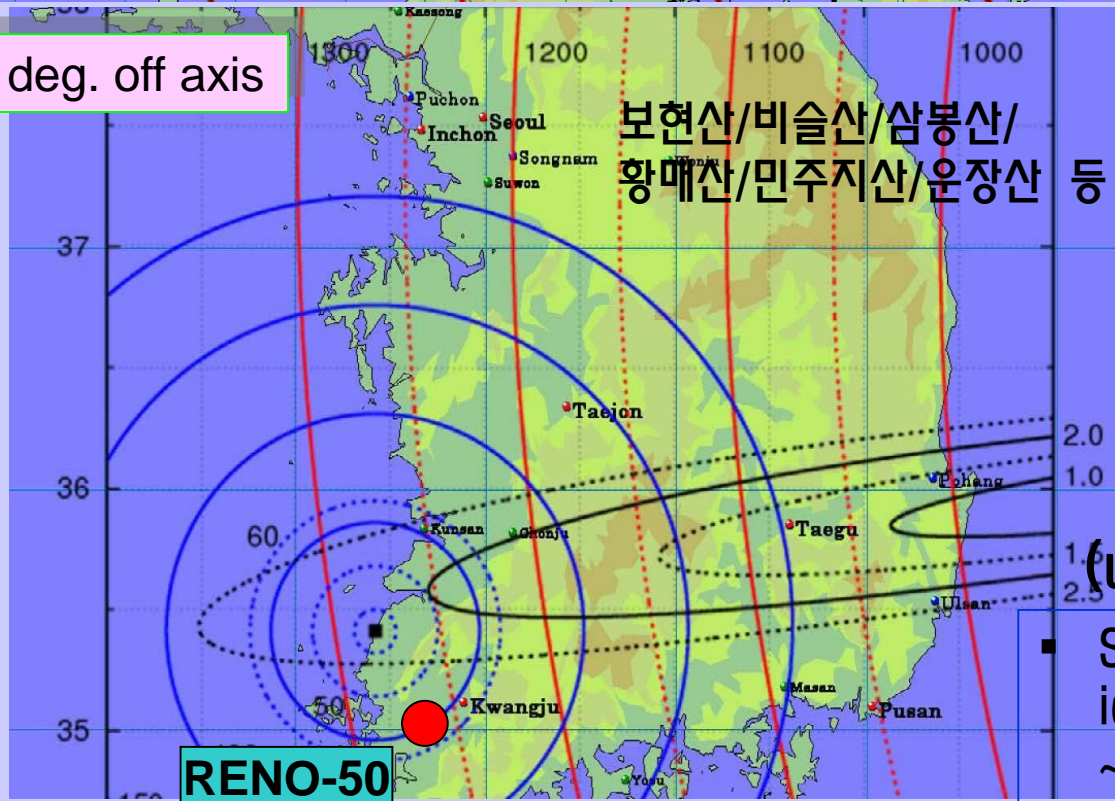 Kaesong
1300 1200 1100 1000
deg. off axis
Puchon
Seoul
Inchon
보현산/비슬산/삼봉산/
Songnam
Wonju
황매산/민주지산/운장산 등
Suwon
37
Taejon
2.0
Pohang
1.0
36
Kunsan
Chonju
Taegu
60
(u
2.5
Ulsan
S
Masan
50
Kwangju
Pusan
35
RENO-50
Yosu
~